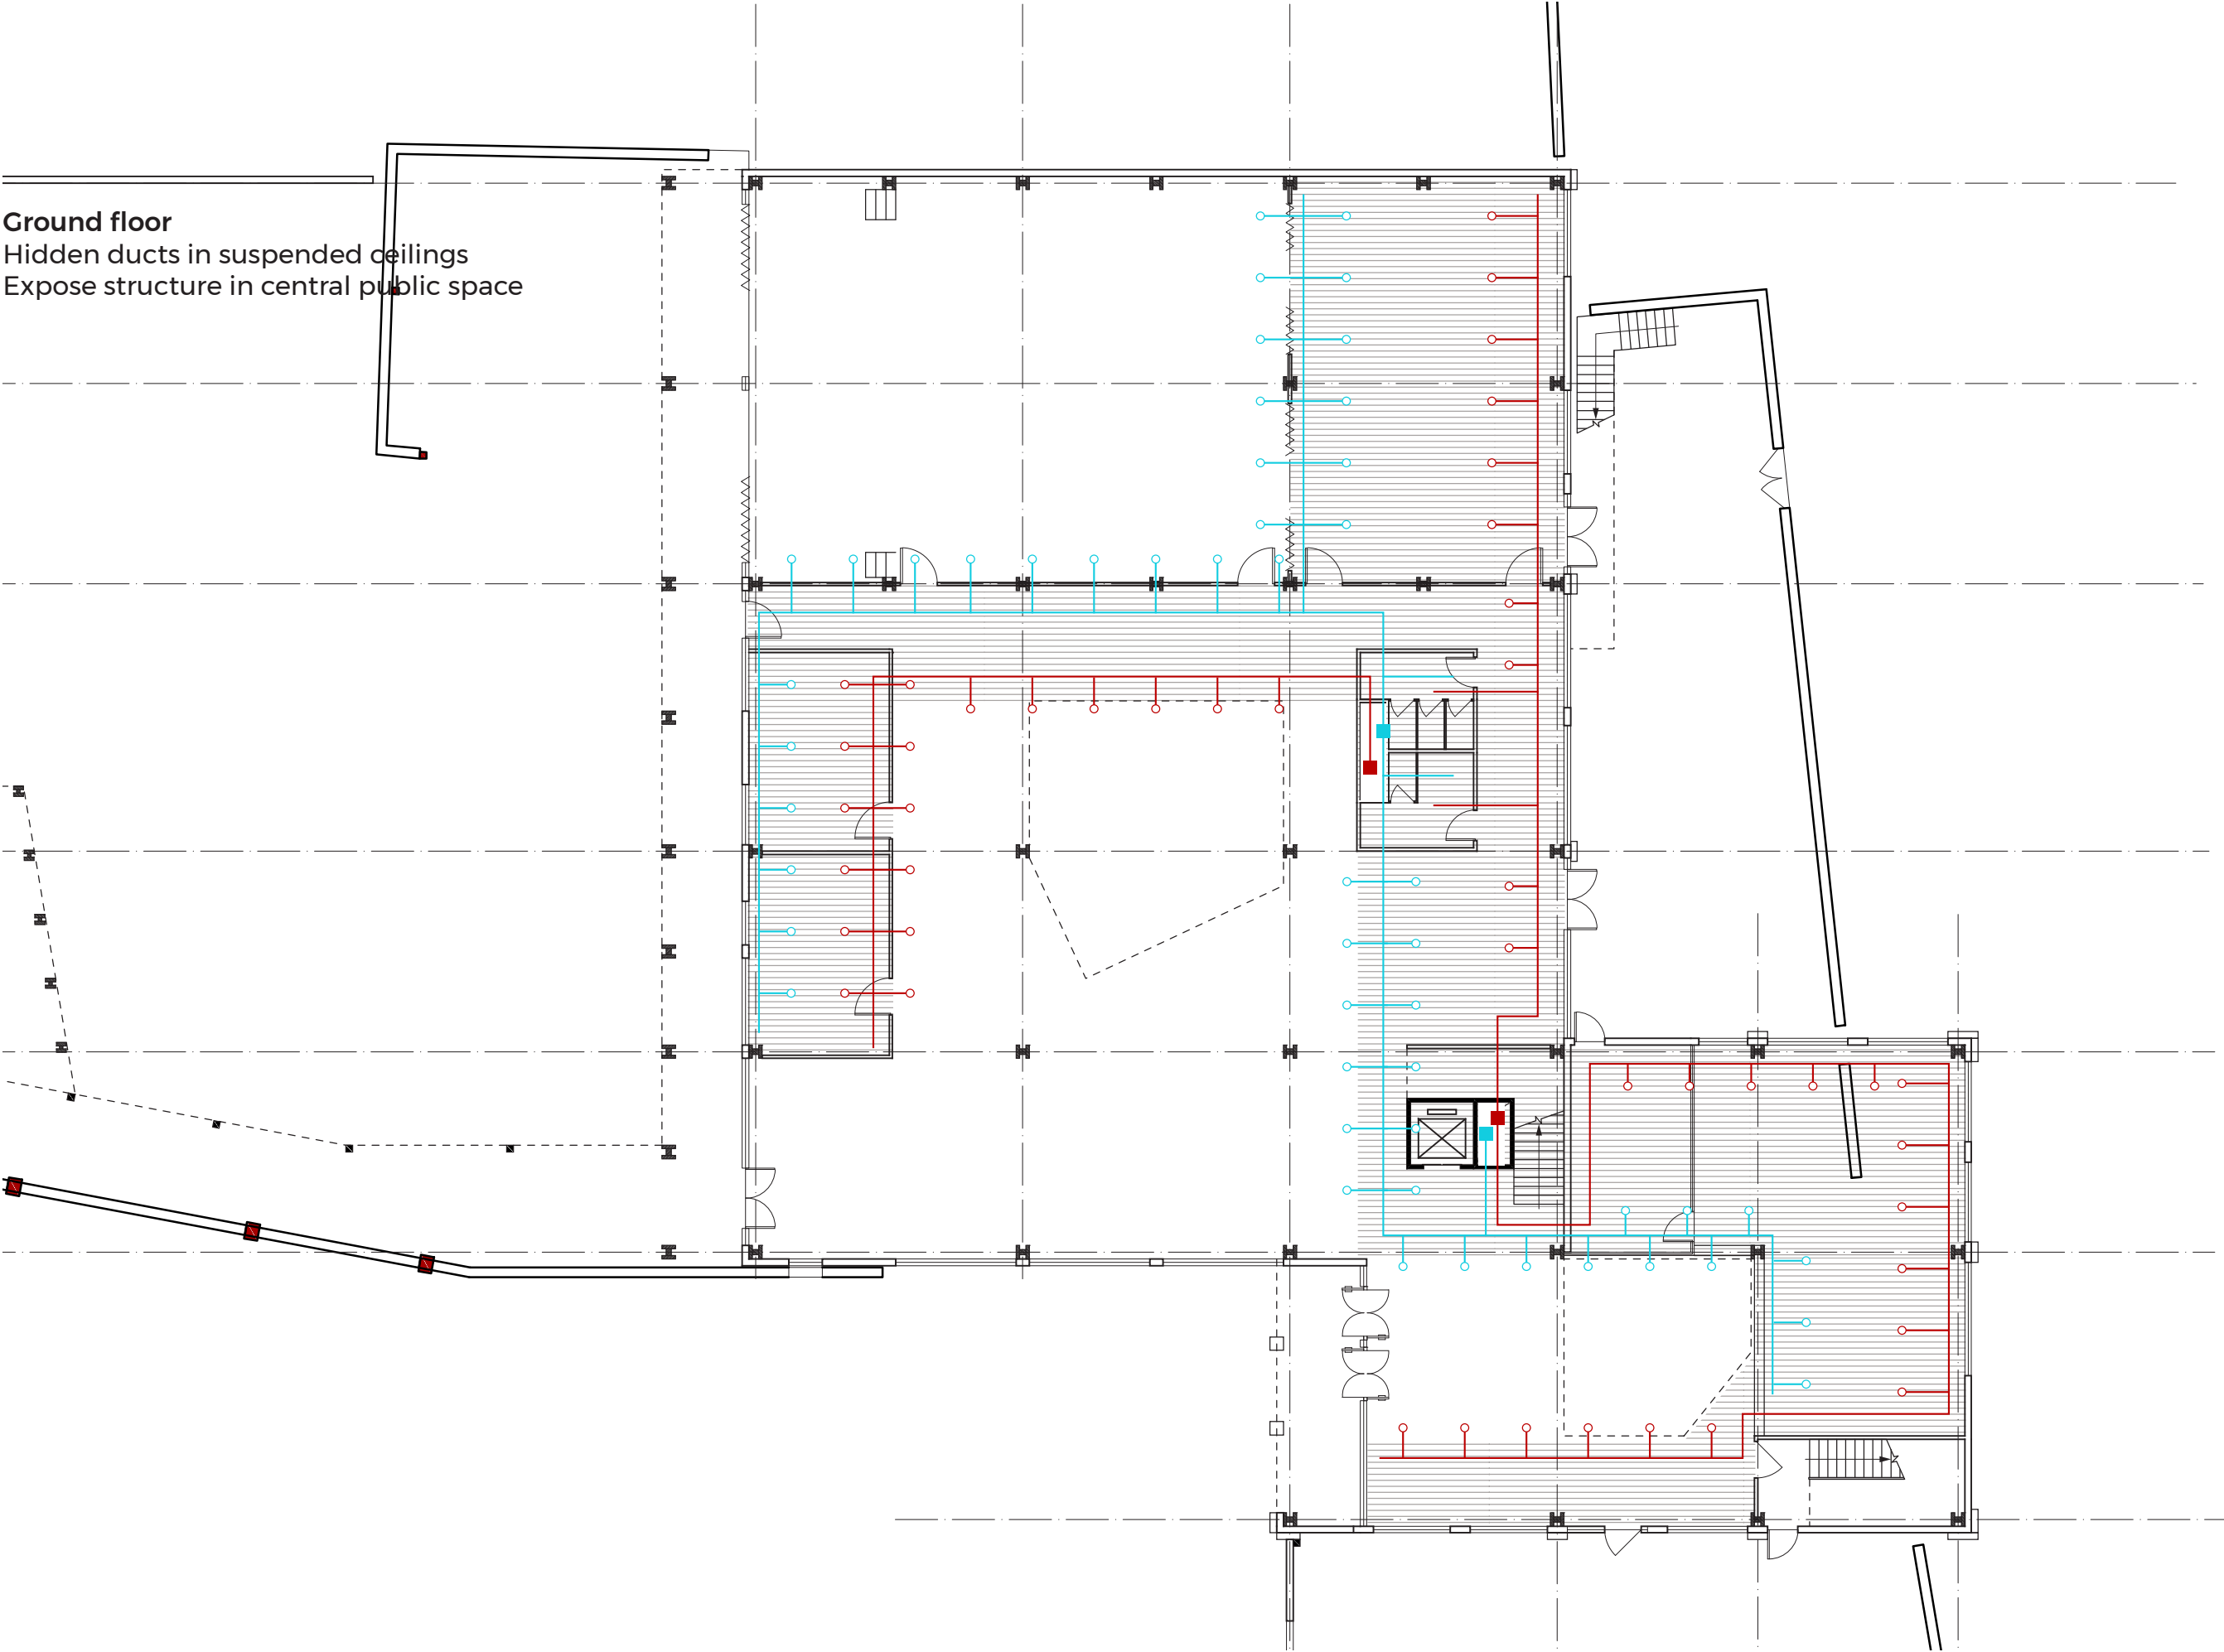 Ground floor
Hidden ducts in suspended ceilings
Expose structure in central public space